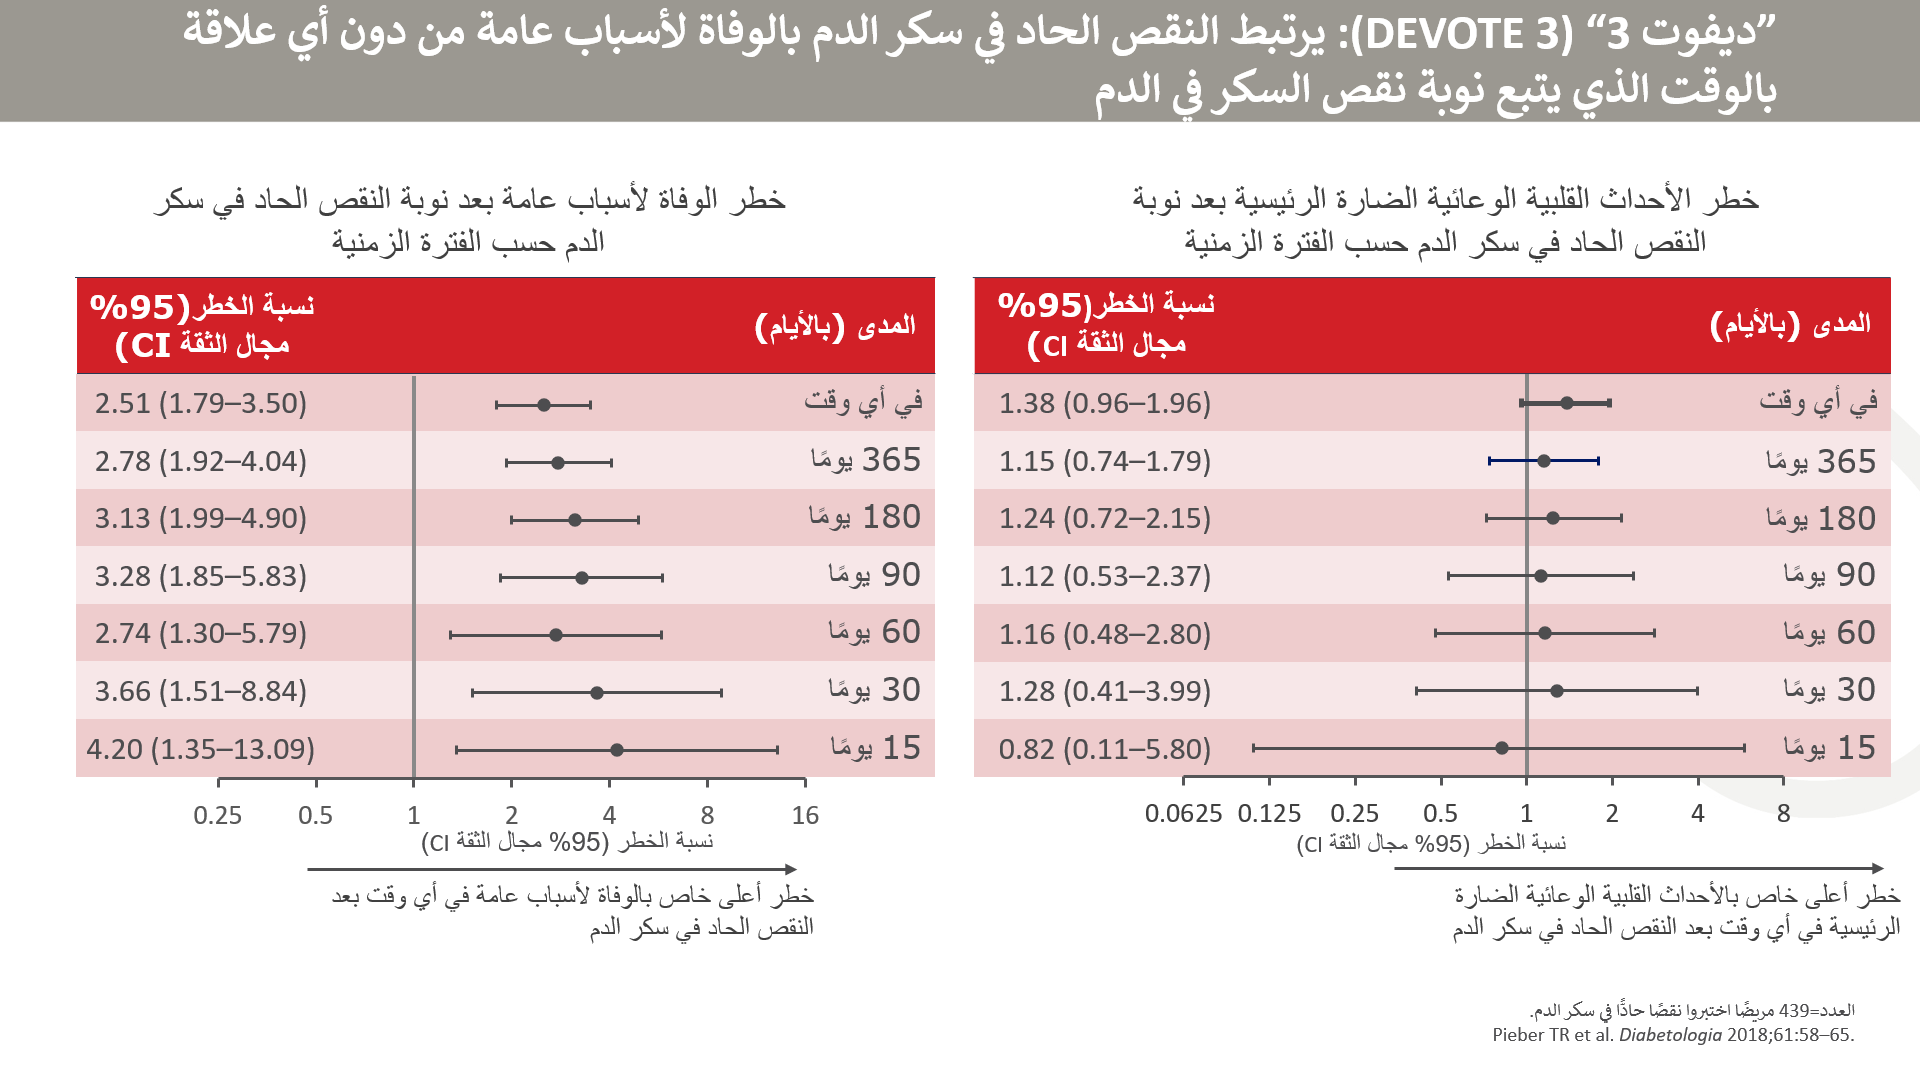 ”ديفوت 3“ (DEVOTE 3): يرتبط النقص الحاد في سكر الدم بالوفاة لأسباب عامة من دون أي علاقة
بالوقت الذي يتبع نوبة نقص السكر في الدم
خطر الأحداث القلبية الوعائية الضارة الرئيسية بعد نوبة
النقص الحاد في سكر الدم حسب الفترة الزمنية
المدى (بالأيام)
نسبة الخطر(95%
مجال الثقة CI)
في أي وقت
1.38 (0.96–1.96)
365 يومًا
1.15 (0.74–1.79)
180 يومًا
1.24 (0.72–2.15)
90 يومًا
1.12 (0.53–2.37)
60 يومًا
1.16 (0.48–2.80)
30 يومًا
1.28 (0.41–3.99)
15 يومًا
0.82 (0.11–5.80)
0.0625 0.125 0.25 0.5 1 2 4 8
نسبة الخطر (95% مجال الثقة CI)
خطر أعلى خاص بالأحداث القلبية الوعائية الضارة
الرئيسية في أي وقت بعد النقص الحاد في سكر الدم
خطر الوفاة لأسباب عامة بعد نوبة النقص الحاد في سكر
الدم حسب الفترة الزمنية
المدى (بالأيام)
نسبة الخطر(95%
مجال الثقة CI)
في أي وقت
2.51 (1.79–3.50)
365 يومًا
2.78 (1.92–4.04)
180 يومًا
3.13 (1.99–4.90)
90 يومًا
3.28 (1.85–5.83)
60 يومًا
2.74 (1.30–5.79)
30 يومًا
3.66 (1.51–8.84)
15 يومًا
4.20 (1.35–13.09)
0.25 0.5 1 2 4 8 16
نسبة الخطر (95% مجال الثقة CI)
خطر أعلى خاص بالوفاة لأسباب عامة في أي وقت بعد
النقص الحاد في سكر الدم
العدد=439 مريضًا اختبروا نقصًا حادًّا في سكر الدم.
Pieber TR et al. Diabetologia 2018;61:58–65.